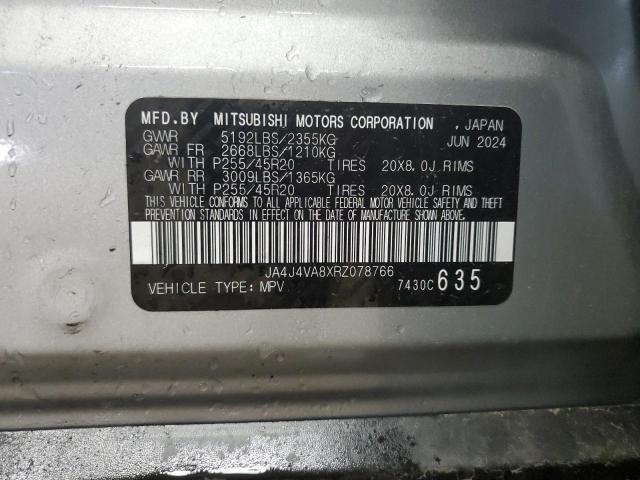 MFD.BY MITSUBISHI MOTORS CORPORATION , JAPAN
GVWR 5192LBS/2355KG JUN 2024
GAWR FR 2668LBS/1210KG
WITH P255/45R20 TIRES 20X8.0J RIMS
GAWR RR 3009LBS/1365KG
WITH P255/45R20 TIRES 20X8.0J RIMS
THIS VEHICLE CONFORMS TO ALL APPLICABLE FEDERAL MOTOR VEHICLE SAFETY AND THEFT
PREVENTION STANDARDS IN EFFECT ON THE DATE OF MANUFACTURE SHOWN ABOVE.
JA4J4VA8XRZ078766
VEHICLE TYPE: MPV 7430C 635